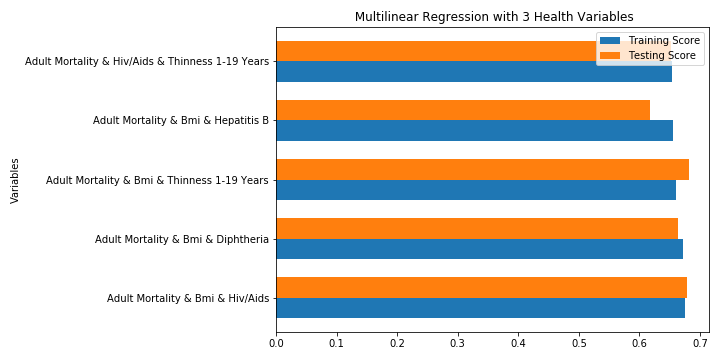 Multilinear Regression with 3 Health Variables
Training Score
Testing Score
Adult Mortality & Hiv/Aids & Thinness 1-19 Years
Adult Mortality & Bmi & Hepatitis B
Adult Mortality & Bmi & Thinness 1-19 Years
Adult Mortality & Bmi & Diphtheria
Adult Mortality & Bmi & Hiv/Aids
Variables
0.0 0.1 0.2 0.3 0.4 0.5 0.6 0.7